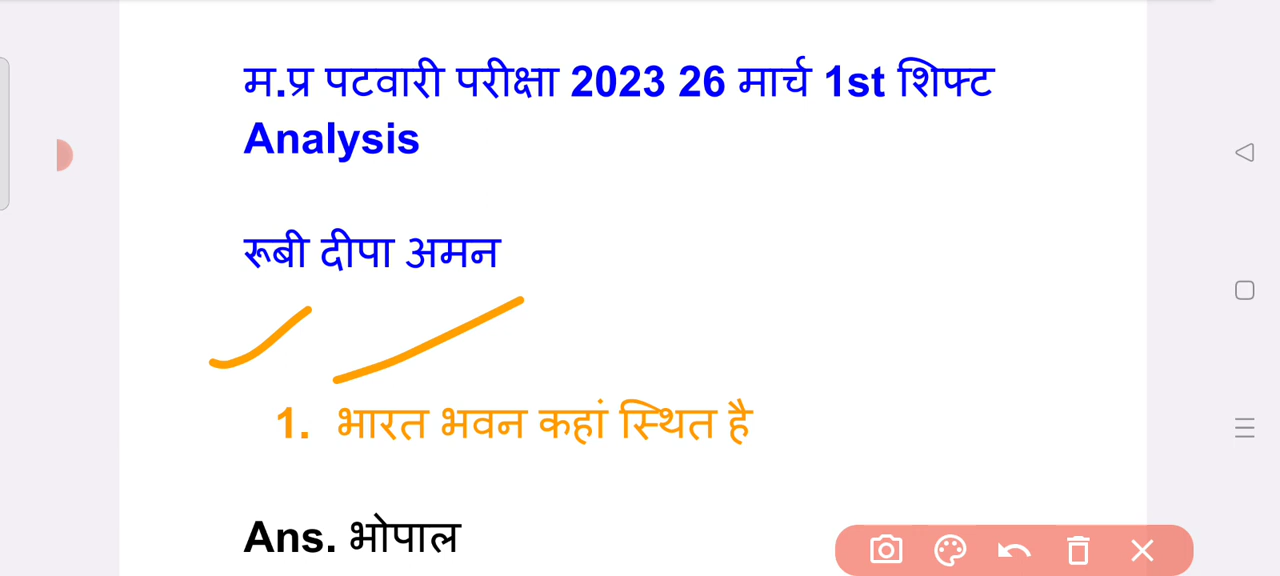 म.प्र पटवारी परीक्षा 2023 26 मार्च 1st शिफ्ट
Analysis
रूबी दीपा अमन
1. भारत भवन कहां स्थित है
Ans. भोपाल